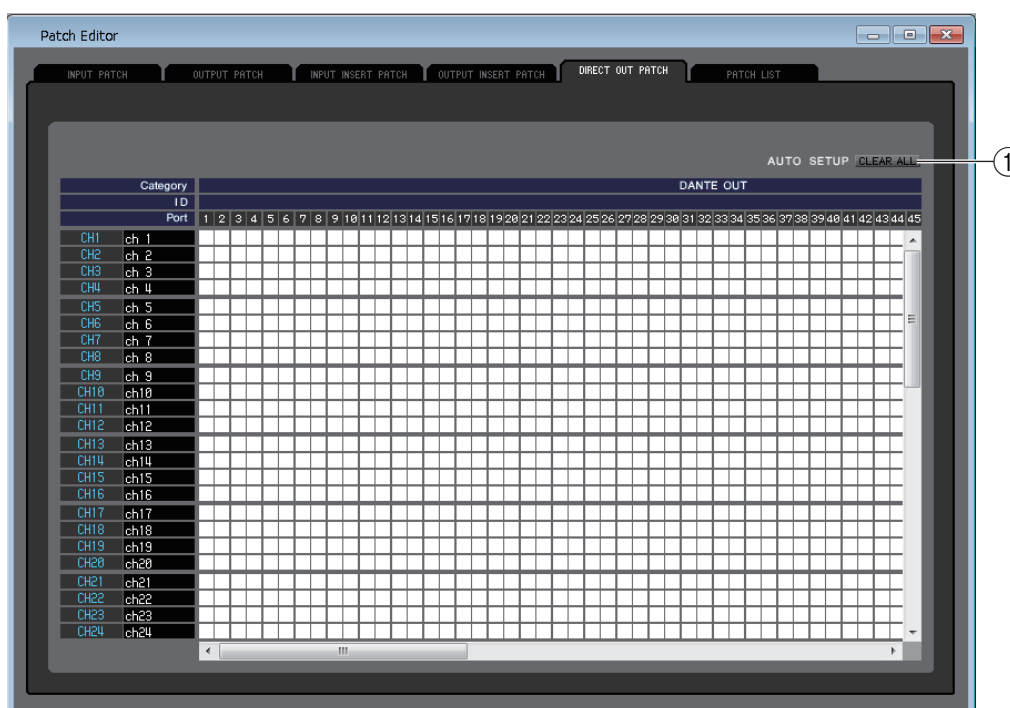 Patch Editor
INPUT PATCH OUTPUT PATCH INPUT INSERT PATCH OUTPUT INSERT PATCH DIRECT OUT PATCH PATCH LIST
AUTO SETUP CLEAR ALL 1
Category DANTE OUT
ID
Port 1 2 3 4 5 6 7 8 9 10 11 12 13 14 15 16 17 18 19 20 21 22 23 24 25 26 27 28 29 30 31 32 33 34 35 36 37 38 39 40 41 42 43 44 45
CH1 ch 1
CH2 ch 2
CH3 ch 3
CH4 ch 4
CH5 ch 5
CH6 ch 6
CH7 ch 7
CH8 ch 8
CH9 ch 9
CH10 ch10
CH11 ch11
CH12 ch12
CH13 ch13
CH14 ch14
CH15 ch15
CH16 ch16
CH17 ch17
CH18 ch18
CH19 ch19
CH20 ch20
CH21 ch21
CH22 ch22
CH23 ch23
CH24 ch24